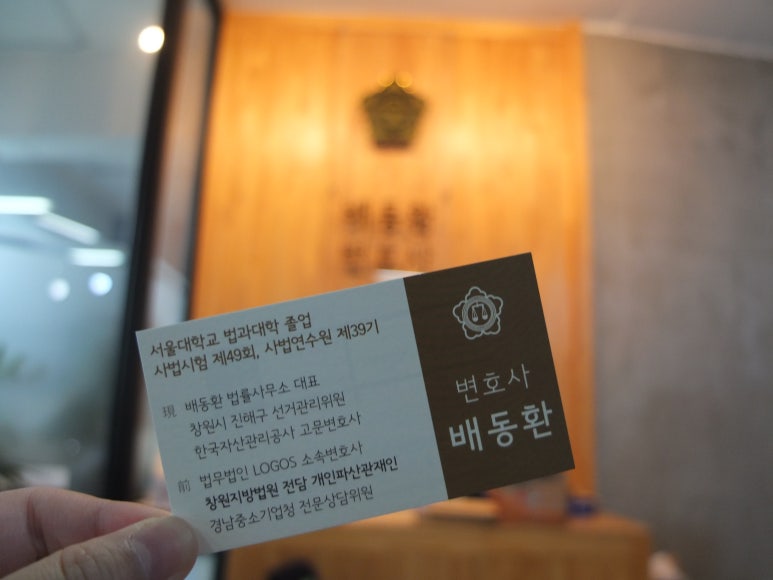 서울대학교 법과대학 졸업
사법시험 제49회, 사법연수원 제39기
現 배동환 법률사무소 대표
창원시 진해구 선거관리위원
한국자산관리공사 고문변호사
前 법무법인 LOGOS 소속변호사
창원지방법원 전담 개인파산관재인
경남중소기업청 전문상담위원
변호사
배동환